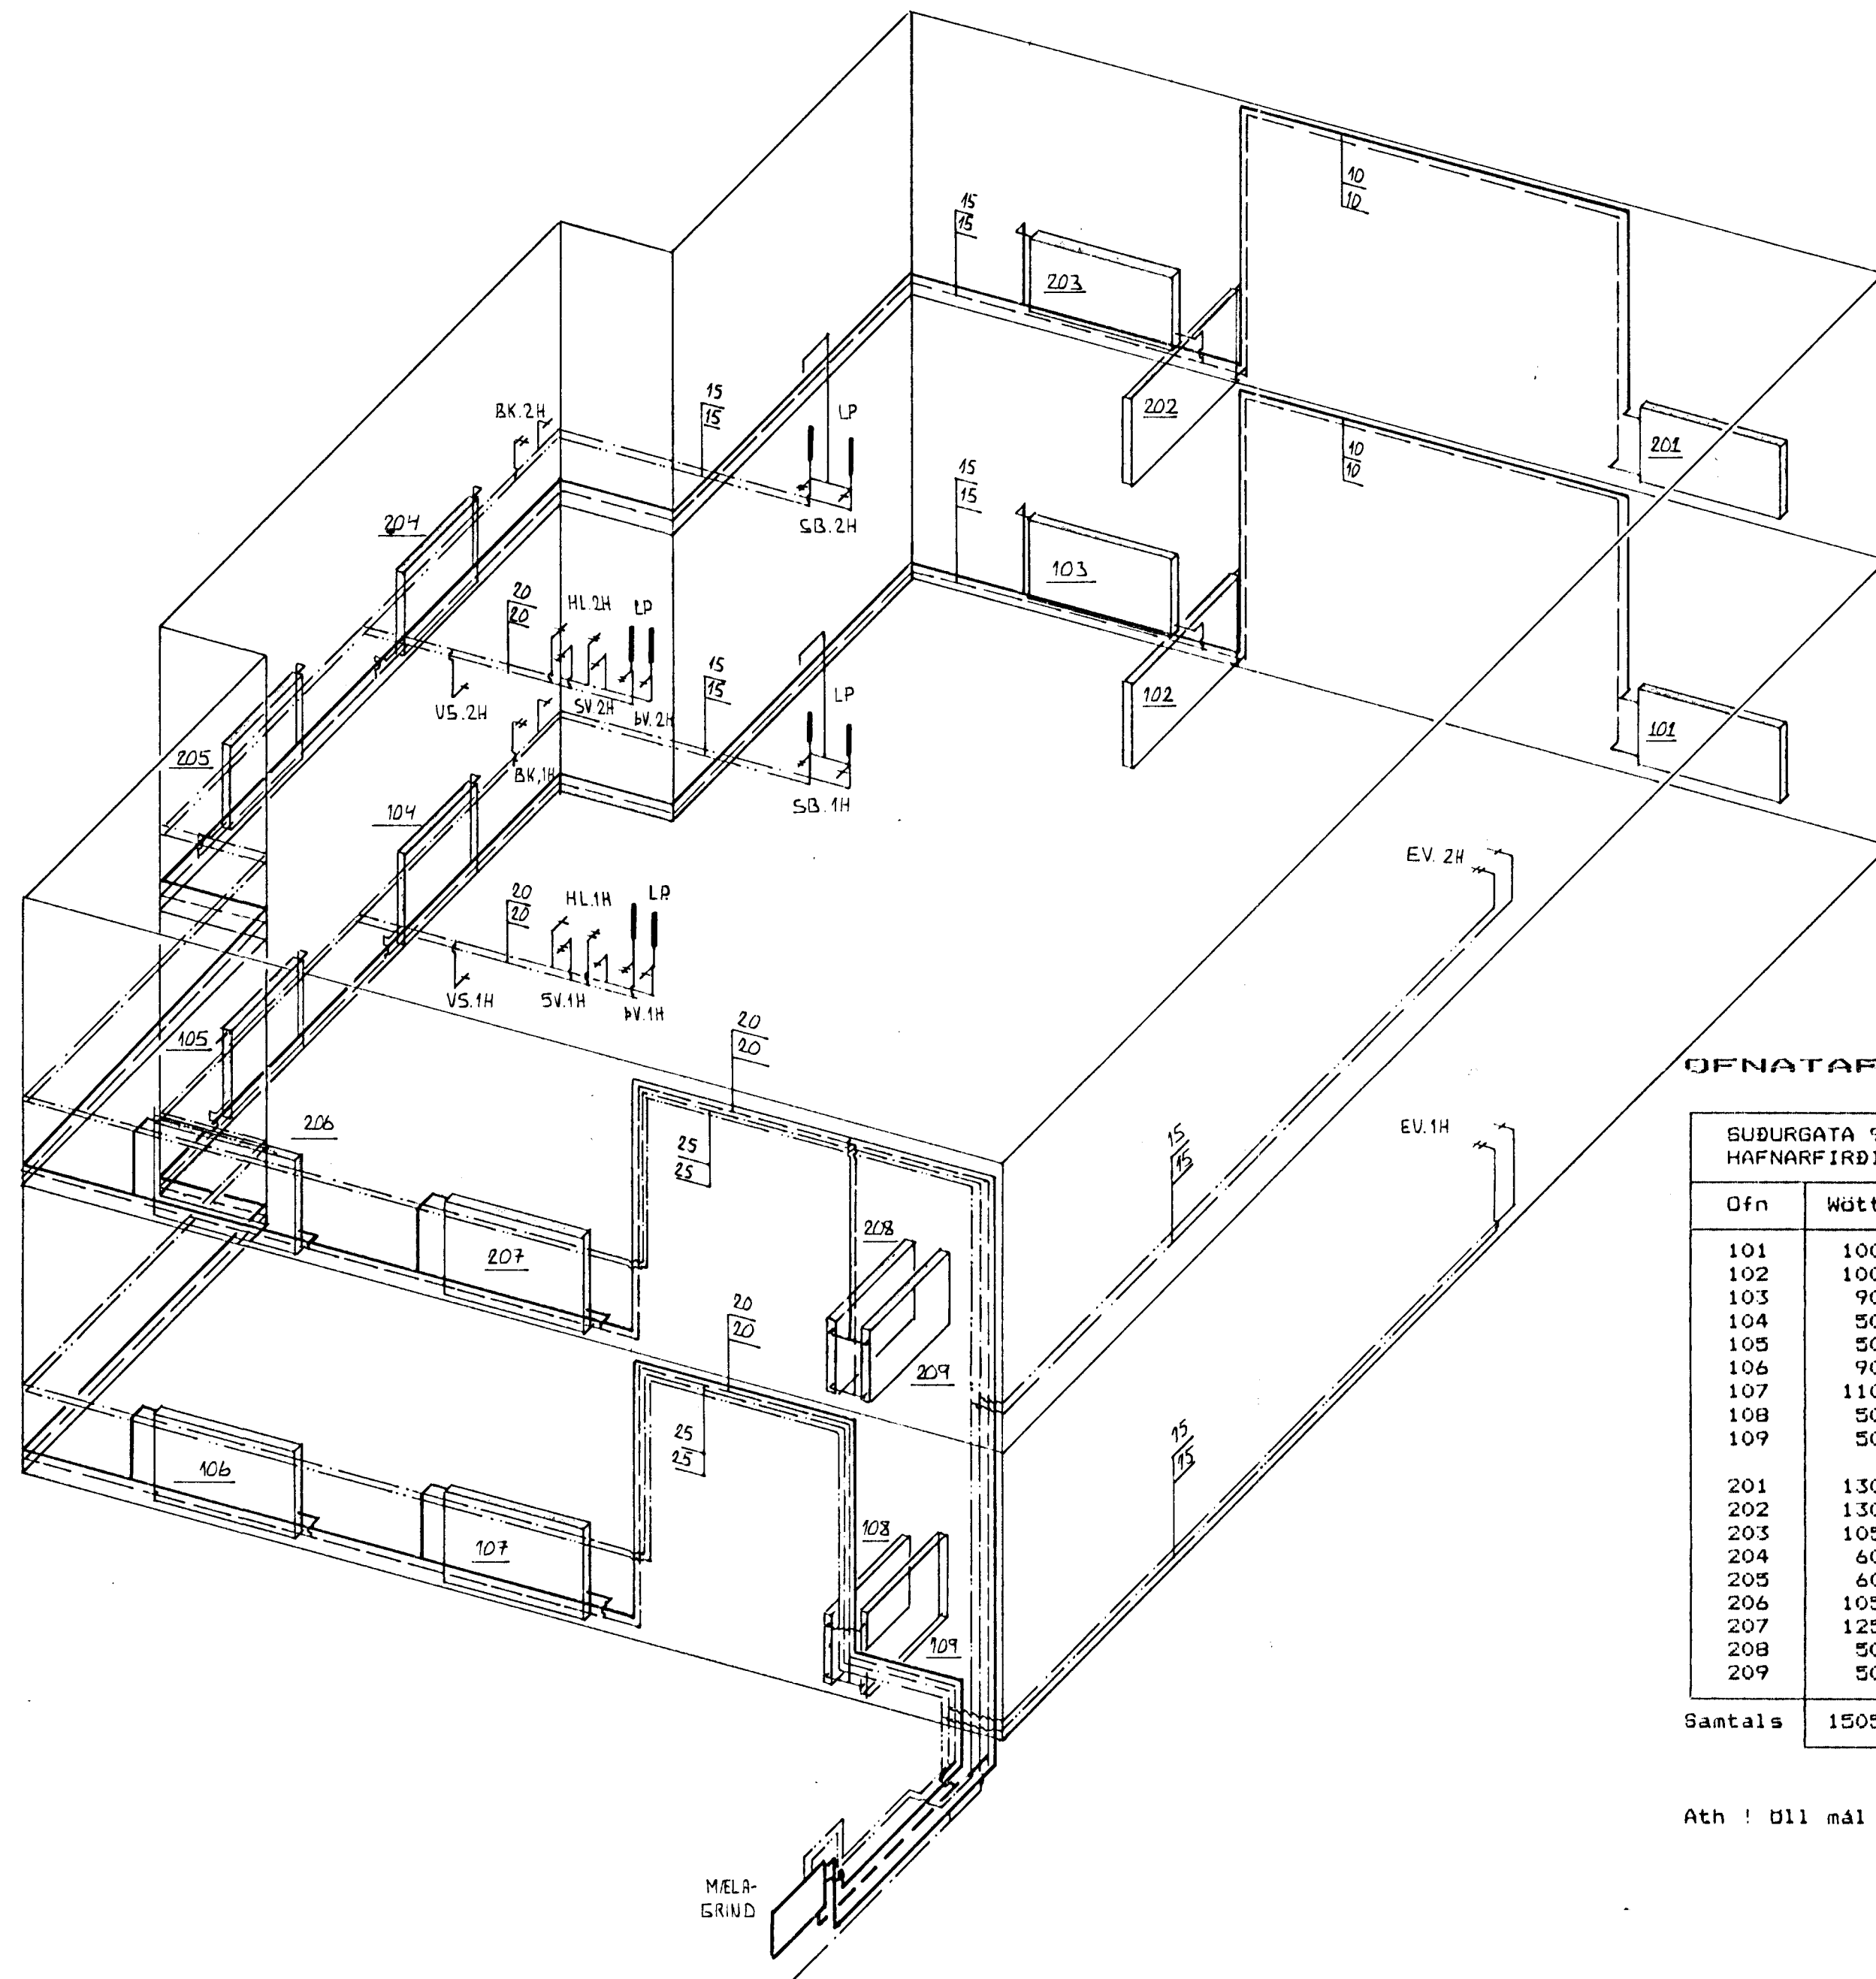 10
10
15
15
203
BK.2H
15
15
LP
202
201
204
SB.2H
10
10
15
15
20
20
HL.2H
LP
103
VS.2H
SV.2H
ÞV.2H
15
15
LP
102
101
205
BK.1H
SB.1H
104
EV. 2H
20
20
HL.1H
LP
VS.1H
SV.1H
ÞV.1H
105
20
20
206
25
25
15
15
EV.1H
207
208
20
20
209
106
107
25
25
15
15
108
109
MÆLA-
GRIND
Ofn
101
102
103
104
105
106
107
108
109
201
202
203
204
205
206
207
208
209
Samtals
HAFNARFIRÐI
Ath ! Öll mál